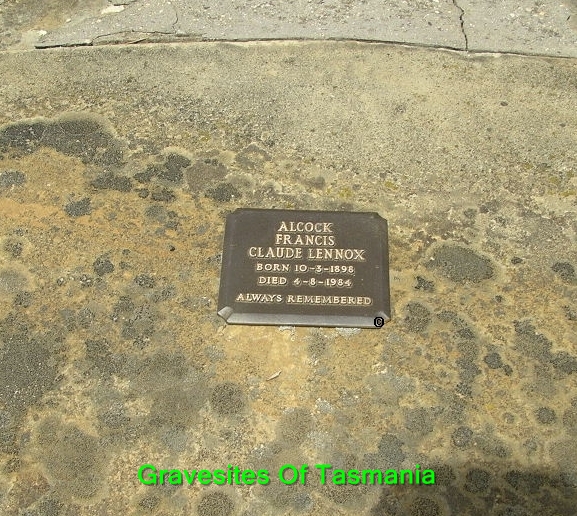 ALCOCK
FRANCIS
CLAUDE LENNOX
BORN 10-3-1898
DIED 4-8-1984
ALWAYS REMEMBERED
Gravesites Of Tasmania